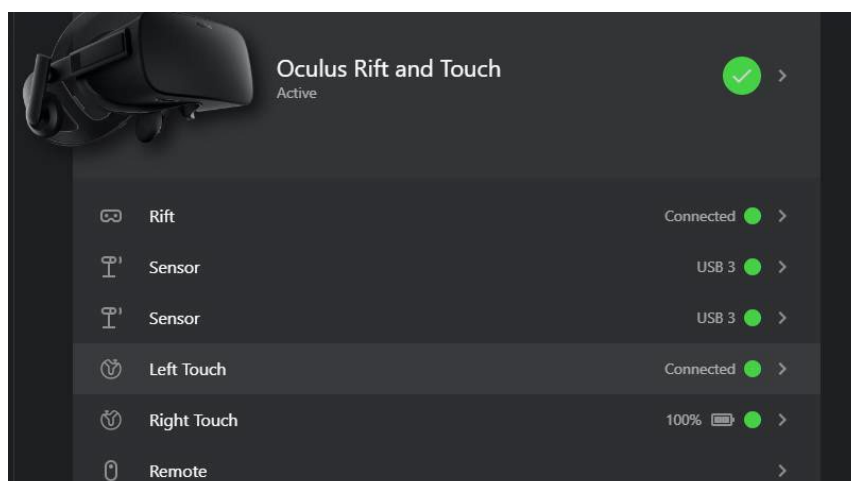 Oculus Rift and Touch
Active
Rift Connected
Sensor USB 3
Sensor USB 3
Left Touch Connected
Right Touch 100%
Remote